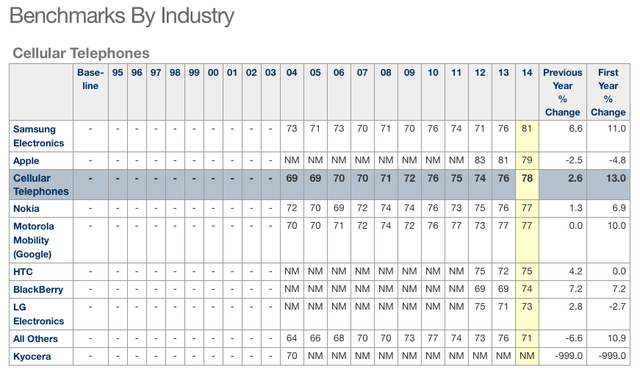 Benchmarks By Industry
Cellular Telephones
Base-line 95 96 97 98 99 00 01 02 03 04 05 06 07 08 09 10 11 12 13 14 Previous Year % Change First Year % Change
Samsung Electronics - - - - - - - - - - 73 71 73 70 71 70 76 74 71 76 81 6.6 11.0
Apple - - - - - - - - - - NM NM NM NM NM NM NM NM 83 81 79 -2.5 -4.8
Cellular Telephones - - - - - - - - - - 69 69 70 70 71 72 76 75 74 76 78 2.6 13.0
Nokia - - - - - - - - - - 72 70 69 72 74 74 76 73 75 76 77 1.3 6.9
Motorola Mobility (Google) - - - - - - - - - - 70 70 71 72 74 72 76 77 73 77 77 0.0 10.0
HTC - - - - - - - - - - NM NM NM NM NM NM NM NM 75 72 75 4.2 0.0
BlackBerry - - - - - - - - - - NM NM NM NM NM NM NM NM 69 69 74 7.2 7.2
LG Electronics - - - - - - - - - - NM NM NM NM NM NM NM NM 75 71 73 2.8 -2.7
All Others - - - - - - - - - - 64 66 68 70 70 73 77 74 73 76 71 -6.6 10.9
Kyocera - - - - - - - - - - 70 NM NM NM NM NM NM NM NM NM NM -999.0 -999.0